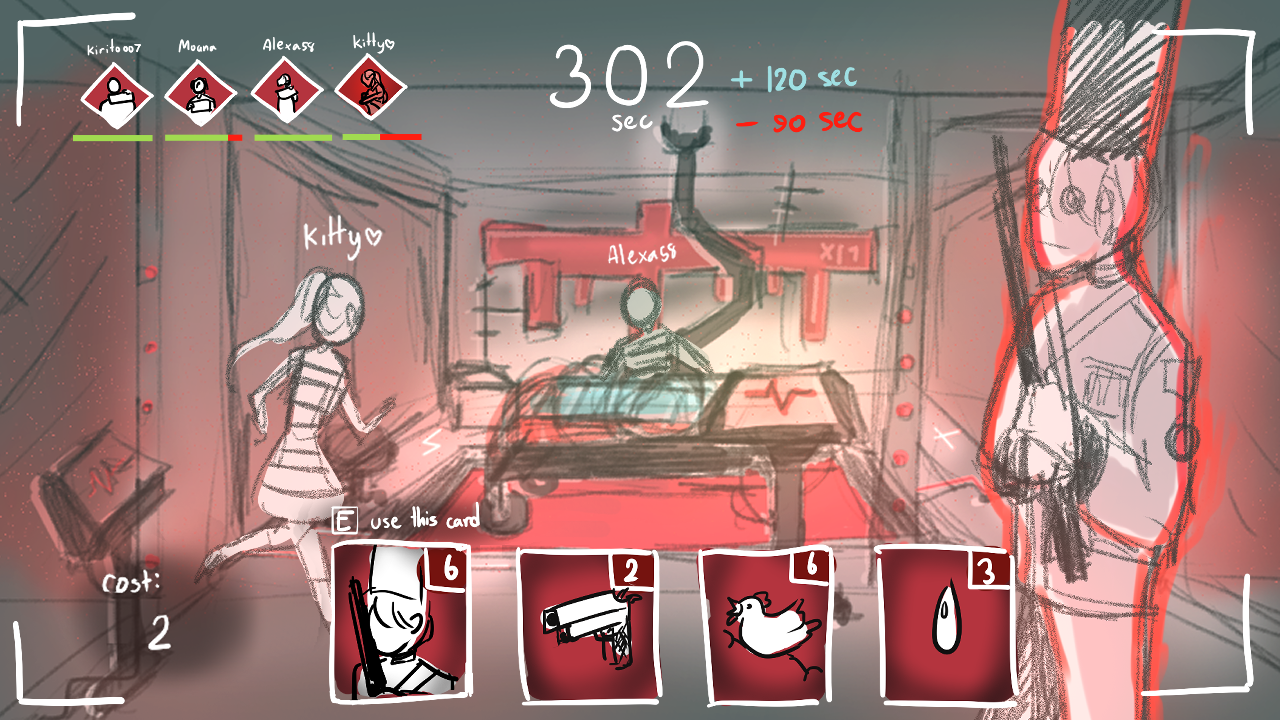 Kirito007
Moana
Alexa58
Kitty♡
302
sec
+ 120 sec
- 90 sec
Kitty♡
Alexa58
E use this card
cost:
2
6
2
6
3